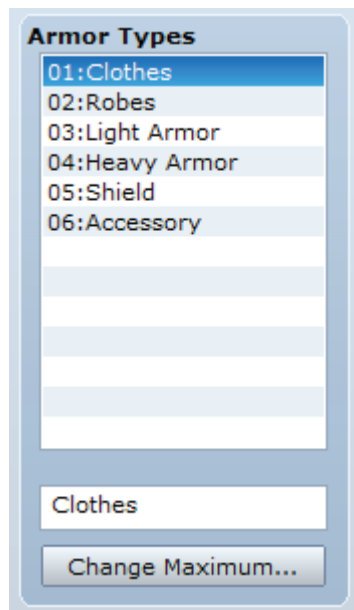 Armor Types
01:Clothes
02:Robes
03:Light Armor
04:Heavy Armor
05:Shield
06:Accessory
Clothes
Change Maximum...